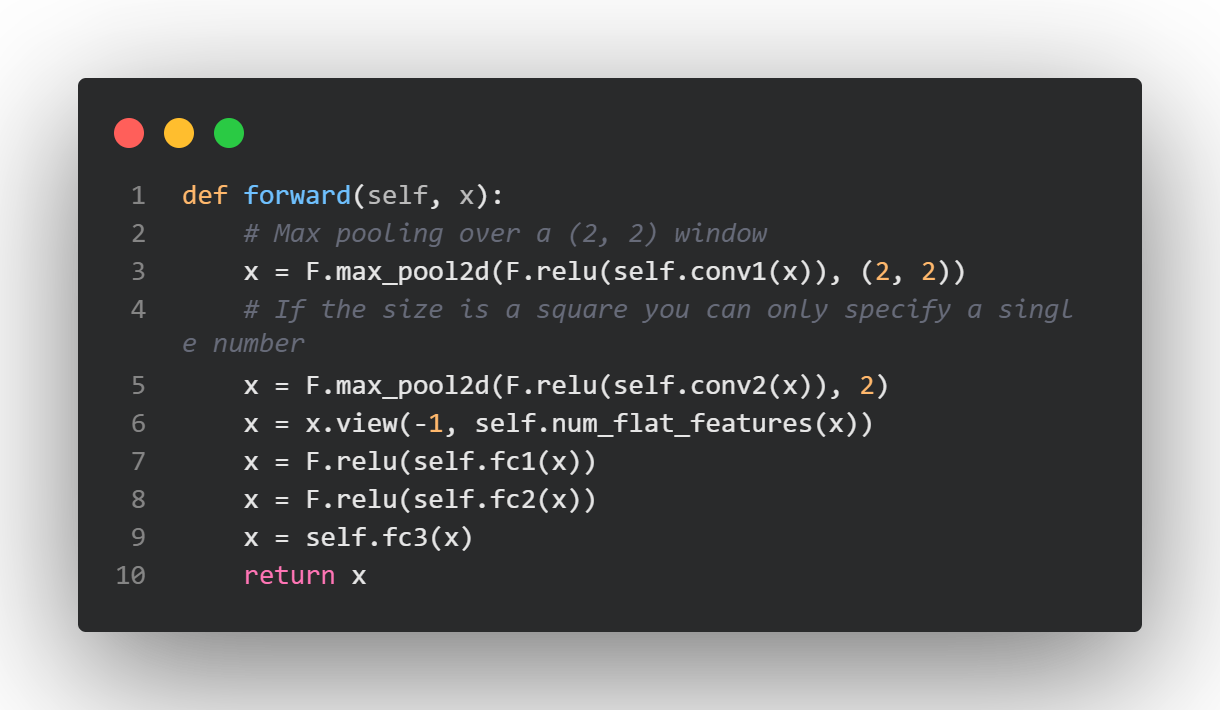 1 def forward(self, x):
2     # Max pooling over a (2, 2) window
3     x = F.max_pool2d(F.relu(self.conv1(x)), (2, 2))
4     # If the size is a square you can only specify a singl
e number
5     x = F.max_pool2d(F.relu(self.conv2(x)), 2)
6     x = x.view(-1, self.num_flat_features(x))
7     x = F.relu(self.fc1(x))
8     x = F.relu(self.fc2(x))
9     x = self.fc3(x)
10     return x